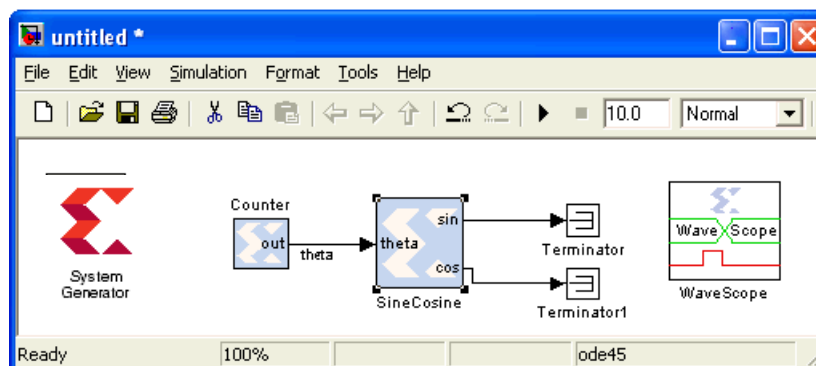 untitled *
File Edit View Simulation Format Tools Help
10.0 Normal
Counter
out
theta
theta
sin
cos
SineCosine
Terminator
Terminator1
System
Generator
Wave Scope
WaveScope
Ready 100% ode45